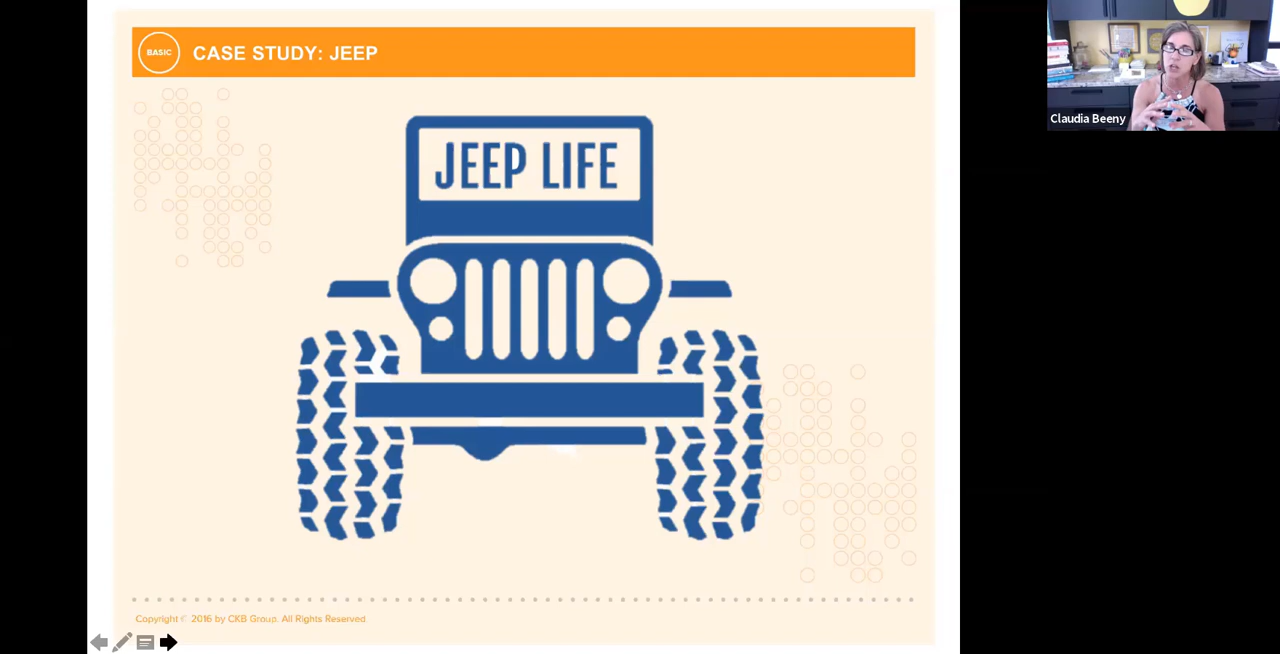 BASIC
CASE STUDY: JEEP
JEEP LIFE
Claudia Beeny
Copyright © 2016 by CKB Group. All Rights Reserved.